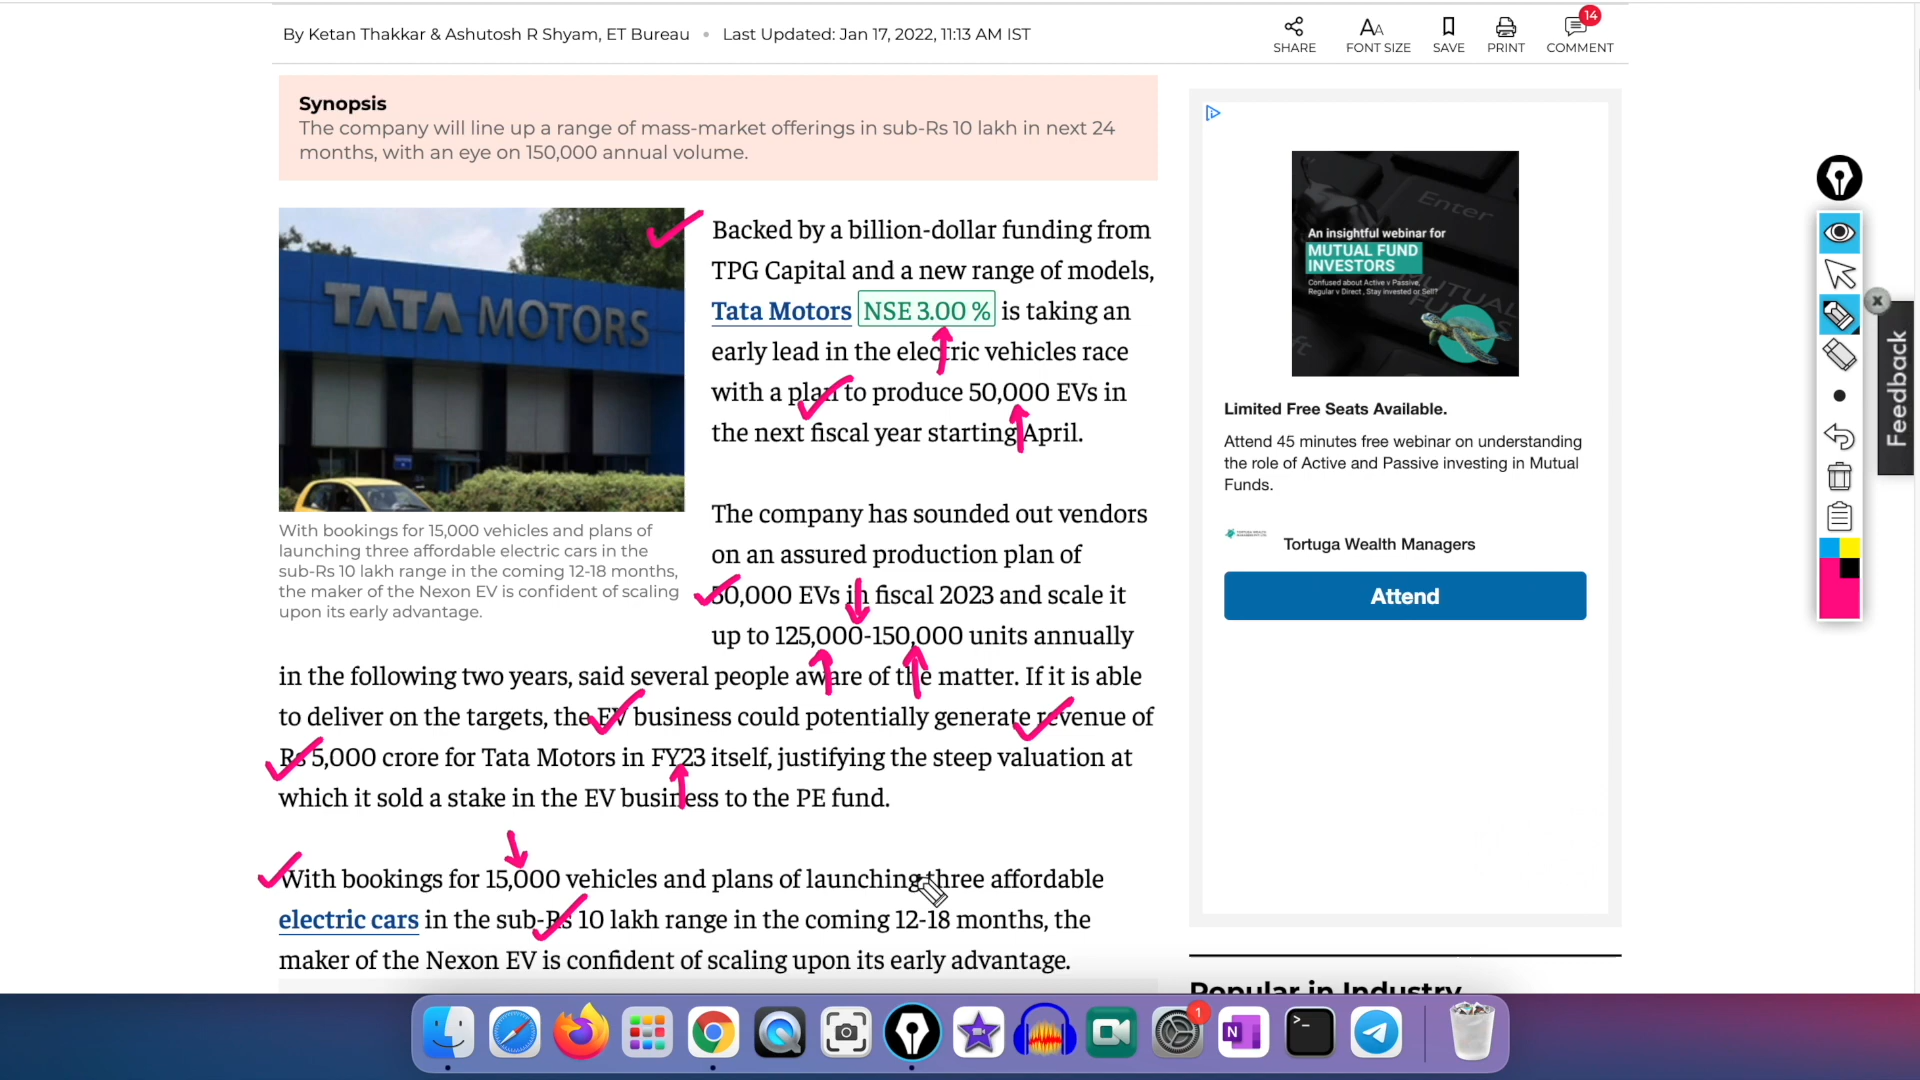 By Ketan Thakkar & Ashutosh R Shyam, ET Bureau • Last Updated: Jan 17, 2022, 11:13 AM IST
SHARE
FONT SIZE
SAVE
PRINT
14
COMMENT
Synopsis
The company will line up a range of mass-market offerings in sub-Rs 10 lakh in next 24
months, with an eye on 150,000 annual volume.
TATA MOTORS
With bookings for 15,000 vehicles and plans of
launching three affordable electric cars in the
sub-Rs 10 lakh range in the coming 12-18 months,
the maker of the Nexon EV is confident of scaling
upon its early advantage.
Backed by a billion-dollar funding from
TPG Capital and a new range of models,
Tata Motors NSE 3.00 % is taking an
early lead in the electric vehicles race
with a plan to produce 50,000 EVs in
the next fiscal year starting April.
The company has sounded out vendors
on an assured production plan of
50,000 EVs in fiscal 2023 and scale it
up to 125,000-150,000 units annually
in the following two years, said several people aware of the matter. If it is able
to deliver on the targets, the EV business could potentially generate revenue of
Rs 5,000 crore for Tata Motors in FY23 itself, justifying the steep valuation at
which it sold a stake in the EV business to the PE fund.
With bookings for 15,000 vehicles and plans of launching three affordable
electric cars in the sub-Rs 10 lakh range in the coming 12-18 months, the
maker of the Nexon EV is confident of scaling upon its early advantage.
Enter
An insightful webinar for
MUTUAL FUND
INVESTORS
Confused about Active v Passive,
Regular v Direct, Stay invested or Sell?
Limited Free Seats Available.
Attend 45 minutes free webinar on understanding
the role of Active and Passive investing in Mutual
Funds.
Tortuga Wealth Managers
Attend
Popular in Industry
Feedback
1
N